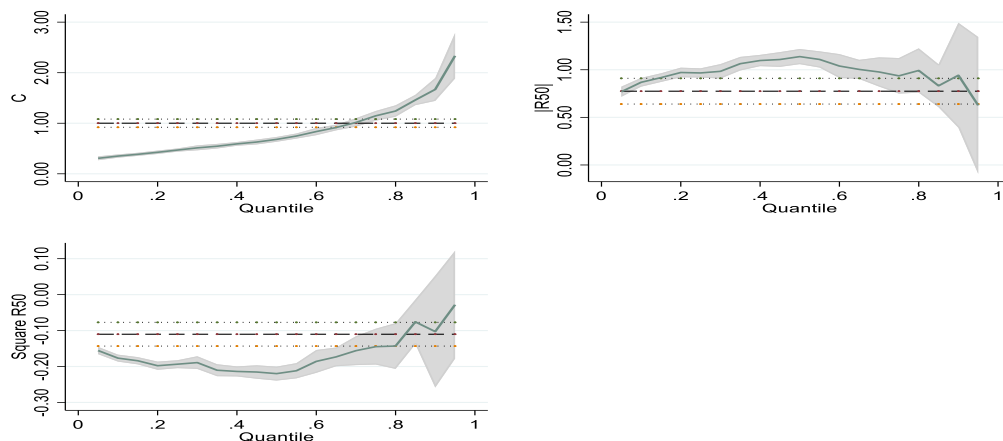 C
3.00
2.00
1.00
0.00
0 .2 .4 .6 .8 1
Quantile
|R50|
1.50
1.00
0.50
0.00
0 .2 .4 .6 .8 1
Quantile
Square R50
0.10
0.00
-0.10
-0.20
-0.30
0 .2 .4 .6 .8 1
Quantile